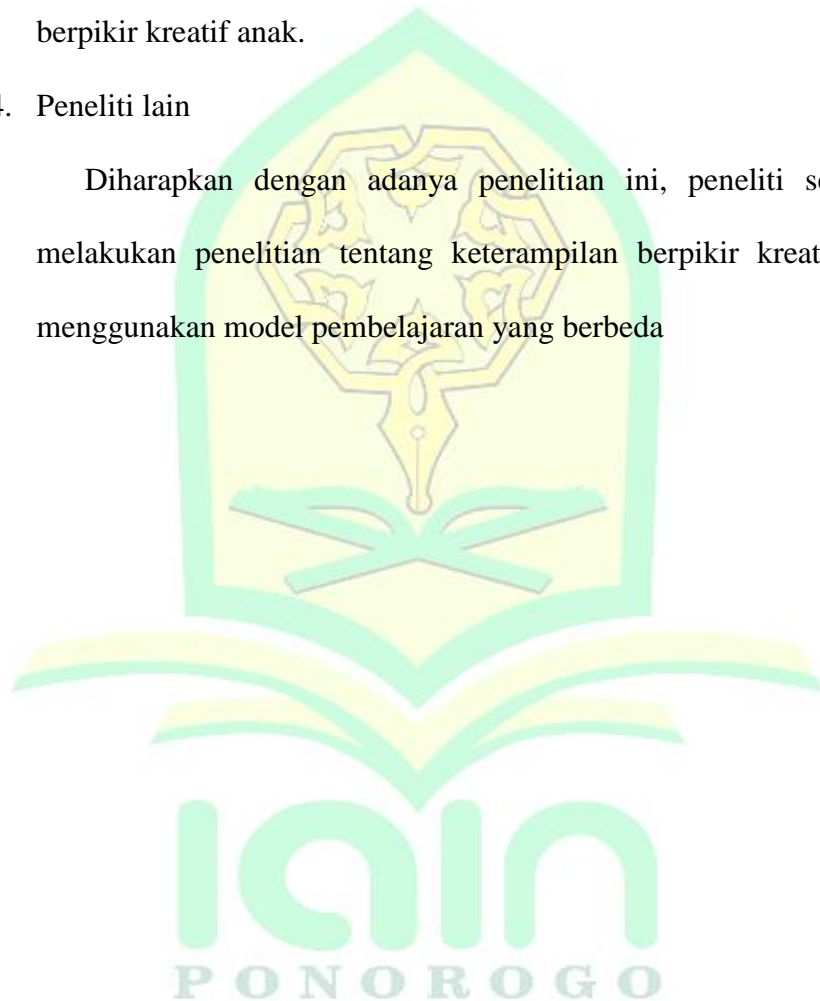 berpikir kreatif anak.
4. Peneliti lain
Diharapkan dengan adanya penelitian ini, peneliti
melakukan penelitian tentang keterampilan berpikir
menggunakan model pembelajaran yang berbeda
iain
PONOROGO